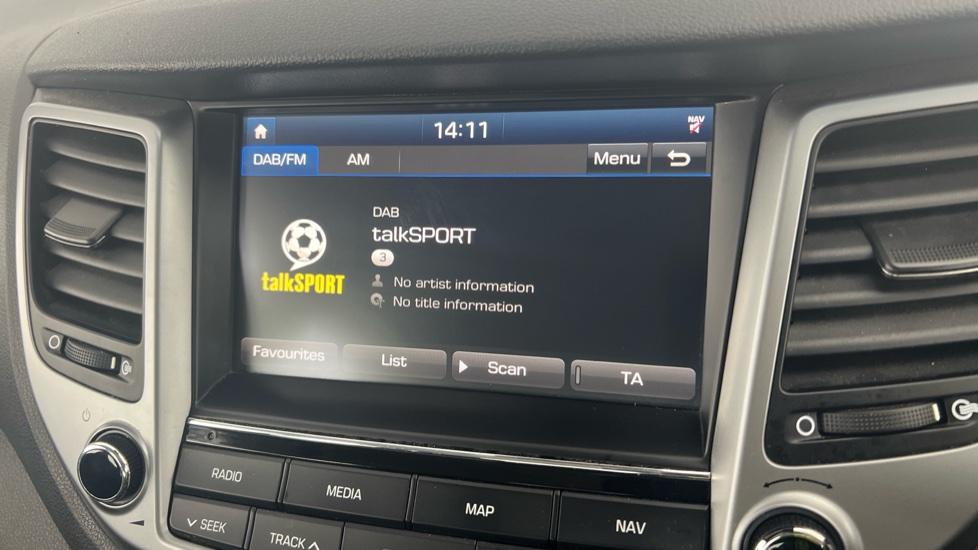 14:11
NAV
DAB/FM AM Menu
DAB
talkSPORT
3
talkSPORT
No artist information
No title information
Favourites List Scan TA
RADIO MEDIA MAP NAV
SEEK TRACK